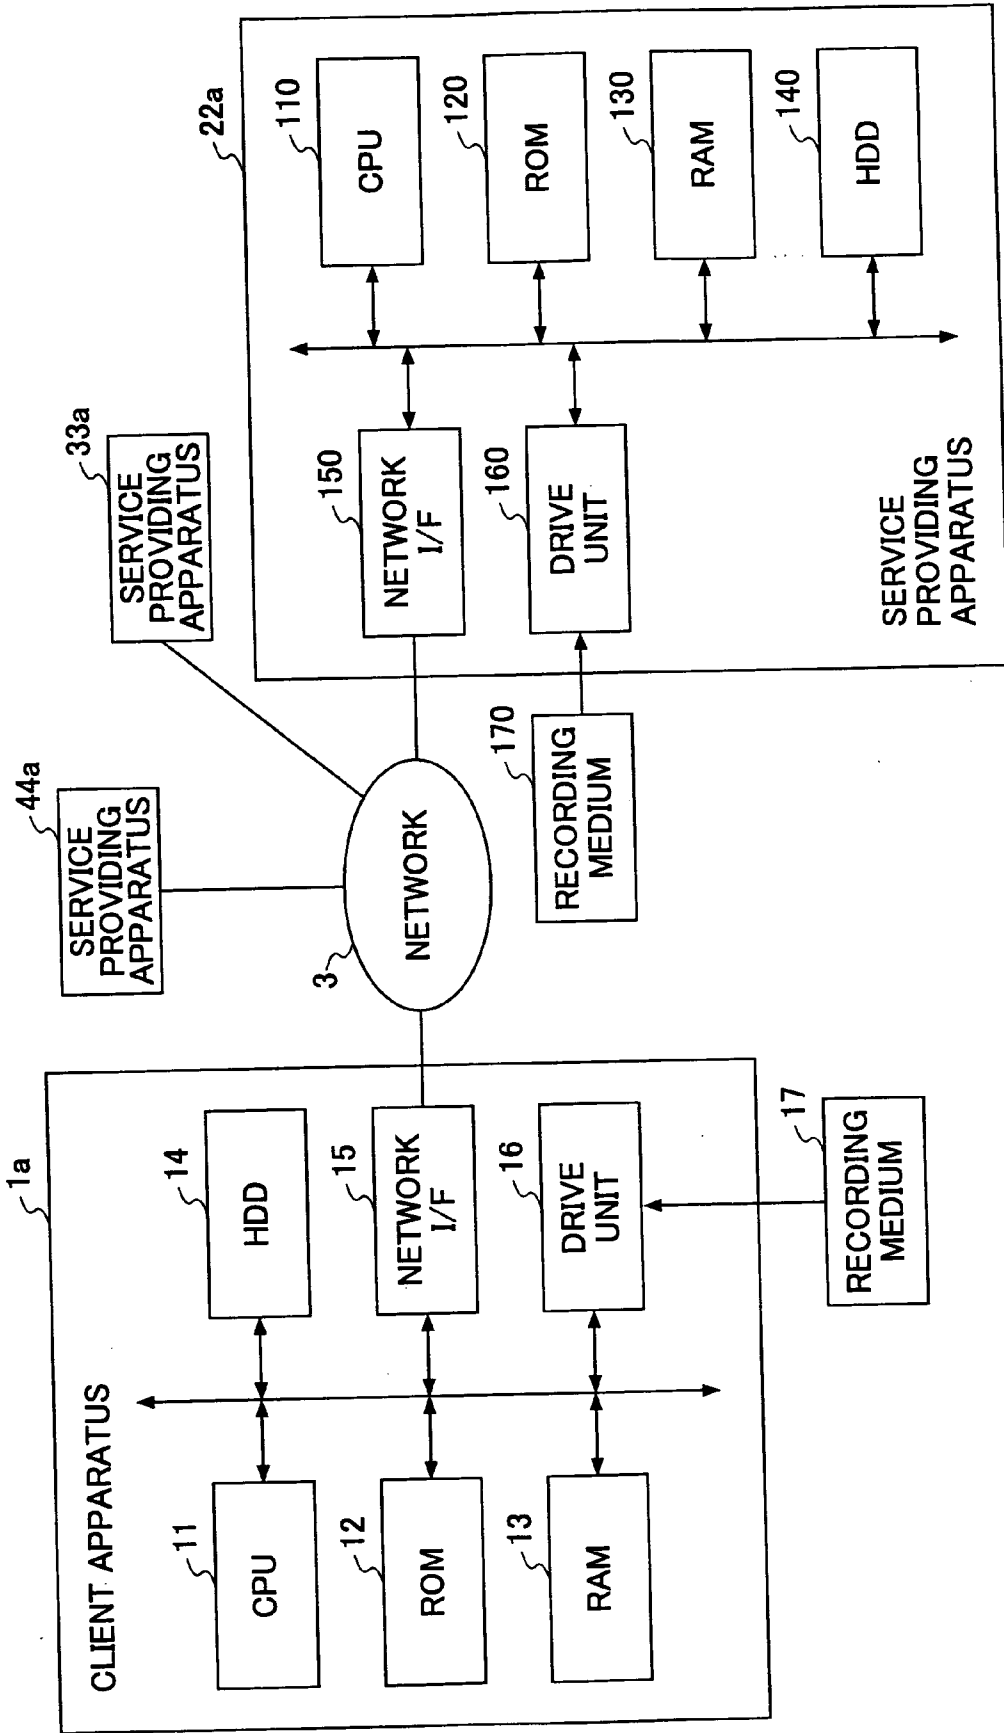 1a
CLIENT APPARATUS
11
CPU
12
ROM
13
RAM
14
HDD
15
NETWORK
I/F
16
DRIVE
UNIT
17
RECORDING
MEDIUM
3
NETWORK
44a
SERVICE
PROVIDING
APPARATUS
33a
SERVICE
PROVIDING
APPARATUS
22a
150
NETWORK
I/F
160
DRIVE
UNIT
170
RECORDING
MEDIUM
110
CPU
120
ROM
130
RAM
140
HDD
SERVICE
PROVIDING
APPARATUS